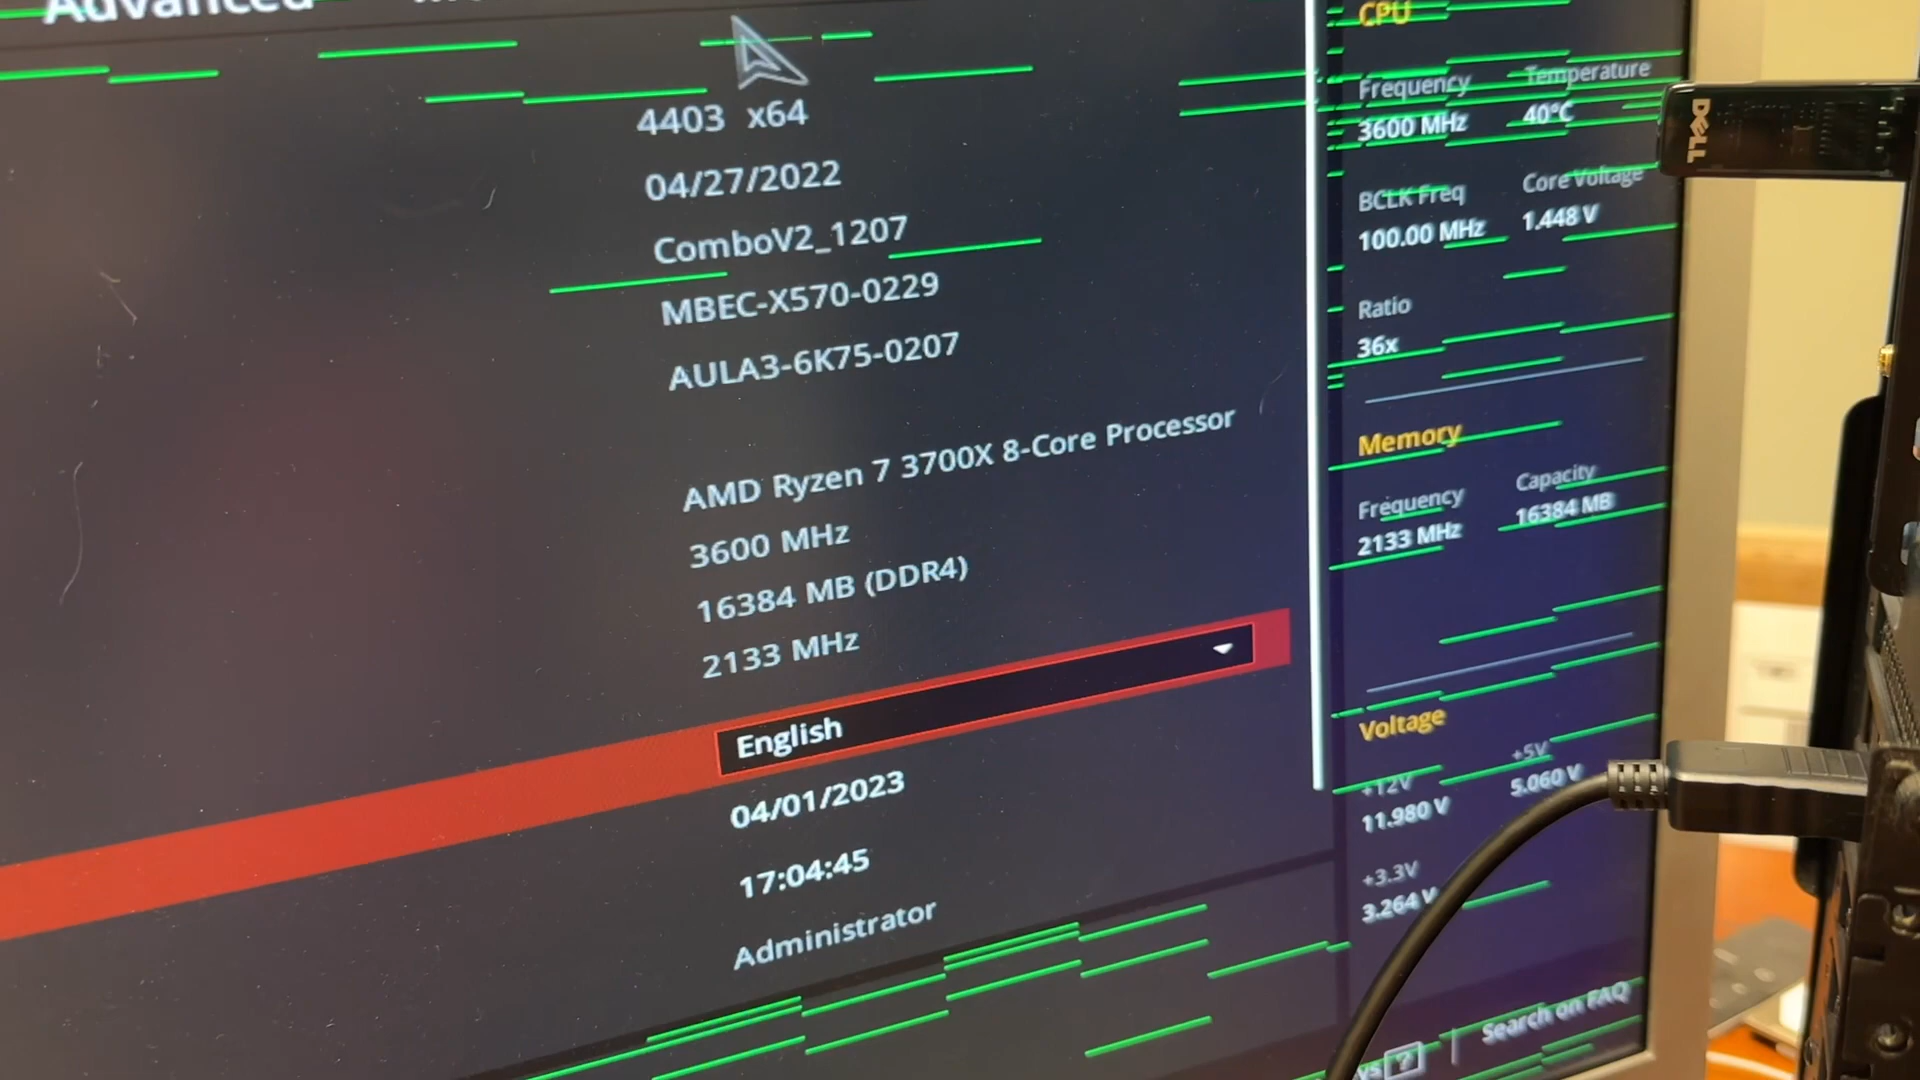 Advanced
4403 x64
04/27/2022
ComboV2_1207
MBEC-X570-0229
AULA3-6K75-0207
AMD Ryzen 7 3700X 8-Core Processor
3600 MHz
16384 MB (DDR4)
2133 MHz
English
04/01/2023
17:04:45
Administrator
CPU
Frequency Temperature
3600 MHz 40°C
BCLK Freq Core Voltage
100.00 MHz 1.448 V
Ratio
36x
Memory
Frequency Capacity
2133 MHz 16384 MB
Voltage
+12V +5V
11.980 V 5.060 V
+3.3V
3.264 V
? | Search on FAQ
DELL